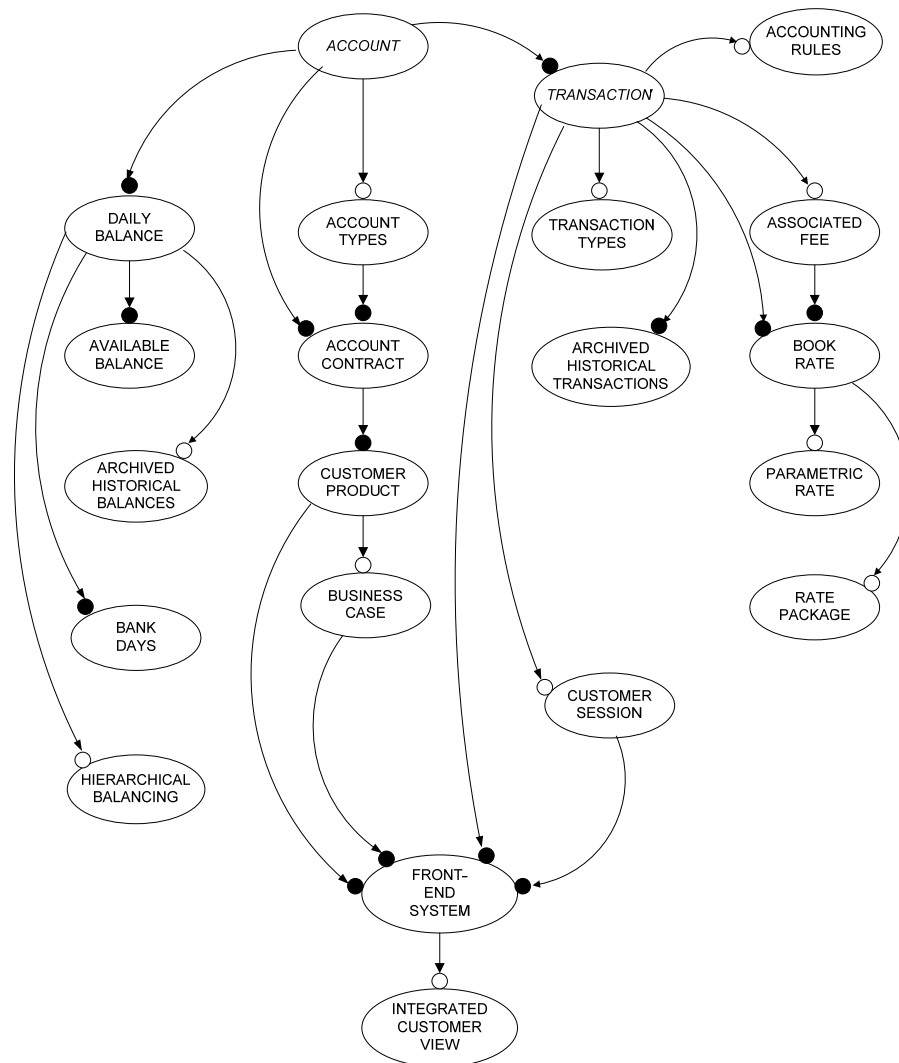 ACCOUNT
ACCOUNTING
RULES
TRANSACTION
DAILY
BALANCE
ACCOUNT
TYPES
TRANSACTION
TYPES
ASSOCIATED
FEE
AVAILABLE
BALANCE
ACCOUNT
CONTRACT
ARCHIVED
HISTORICAL
TRANSACTIONS
BOOK
RATE
ARCHIVED
HISTORICAL
BALANCES
CUSTOMER
PRODUCT
PARAMETRIC
RATE
BUSINESS
CASE
RATE
PACKAGE
BANK
DAYS
CUSTOMER
SESSION
HIERARCHICAL
BALANCING
FRONT-
END
SYSTEM
INTEGRATED
CUSTOMER
VIEW